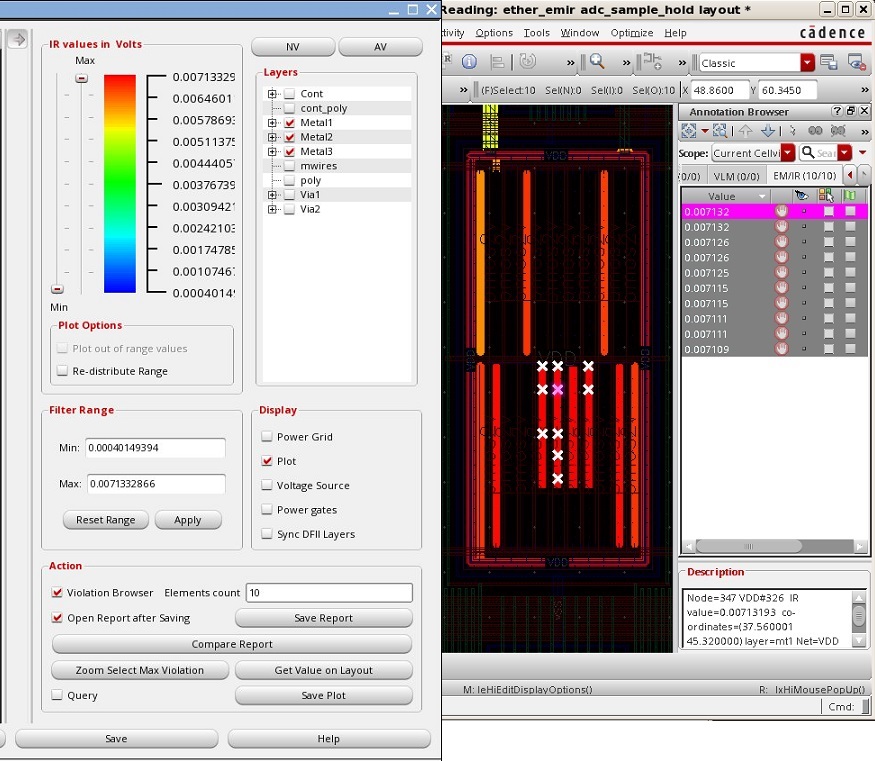 Reading: ether_emir adc_sample_hold layout *
Options Tools Window Optimize Help
cādence
Classic
(F)Select:10 Sel(N):0 Sel(I):0 Sel(O):10 X 48.8600 Y 60.3450
IR values in Volts
Max
0.00713329
0.00646001
0.00578693
0.00511375
0.00444405
0.00376739
0.00309421
0.00242103
0.00174785
0.00107467
0.00040149
Min
Plot Options
Plot out of range values
Re-distribute Range
NV AV
Layers
Cont
cont_poly
Metal1
Metal2
Metal3
mwires
poly
Via1
Via2
Filter Range
Min: 0.00040149394
Max: 0.0071332866
Reset Range Apply
Display
Power Grid
Plot
Voltage Source
Power gates
Sync DFII Layers
Action
Violation Browser Elements count 10
Open Report after Saving Save Report
Compare Report
Zoom Select Max Violation Get Value on Layout
Query Save Plot
Save Help
VDD
VDD
VDD
VDD
VDD
Annotation Browser
Scope: Current Cellvi
(0/0) VLM (0/0) EM/IR (10/10)
Value
0.007132
0.007132
0.007126
0.007126
0.007125
0.007115
0.007115
0.007111
0.007111
0.007109
Description
Node=347 VDD#326 IR
value=0.00713193 co-
ordinates=(37.560001
45.320000) layer=mt1 Net=VDD
M: leHiEditDisplayOptions() R: lxHiMousePopUp()
Cmd: